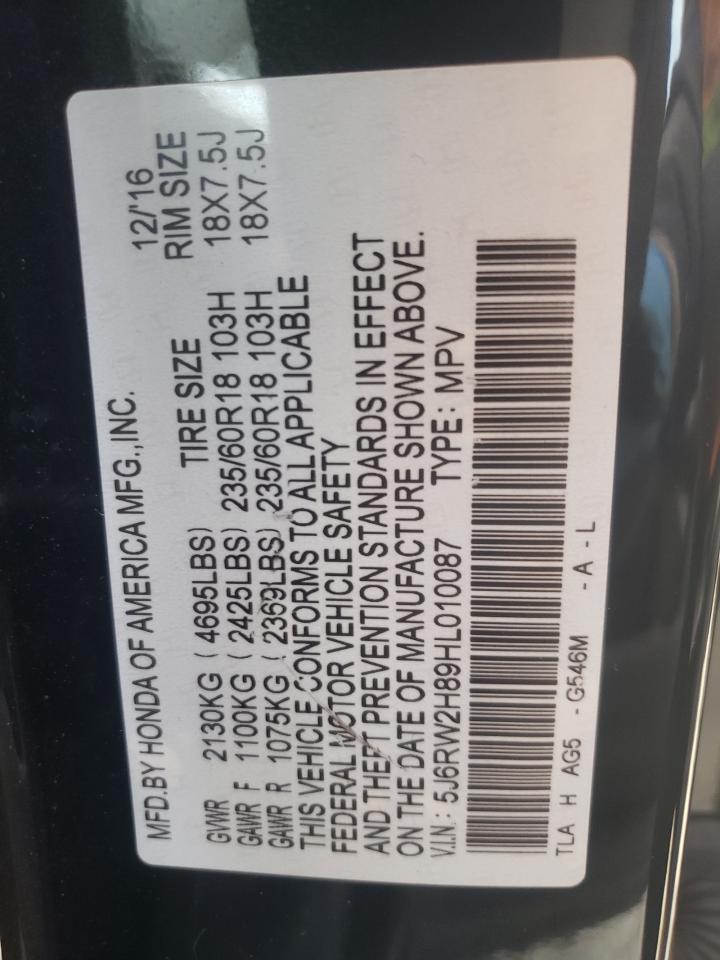 MFD.BY HONDA OF AMERICA MFG.,INC. 12/'16
TIRE SIZE RIM SIZE
GVWR 2130KG ( 4695LBS)
GAWR F 1100KG ( 2425LBS) 235/60R18 103H 18X7.5J
GAWR R 1075KG ( 2369LBS) 235/60R18 103H 18X7.5J
THIS VEHICLE CONFORMS TO ALL APPLICABLE
FEDERAL MOTOR VEHICLE SAFETY
AND THEFT PREVENTION STANDARDS IN EFFECT
ON THE DATE OF MANUFACTURE SHOWN ABOVE.
V.I.N.: 5J6RW2H89HL010087 TYPE: MPV
TLA H AG5 - G546M - A - L